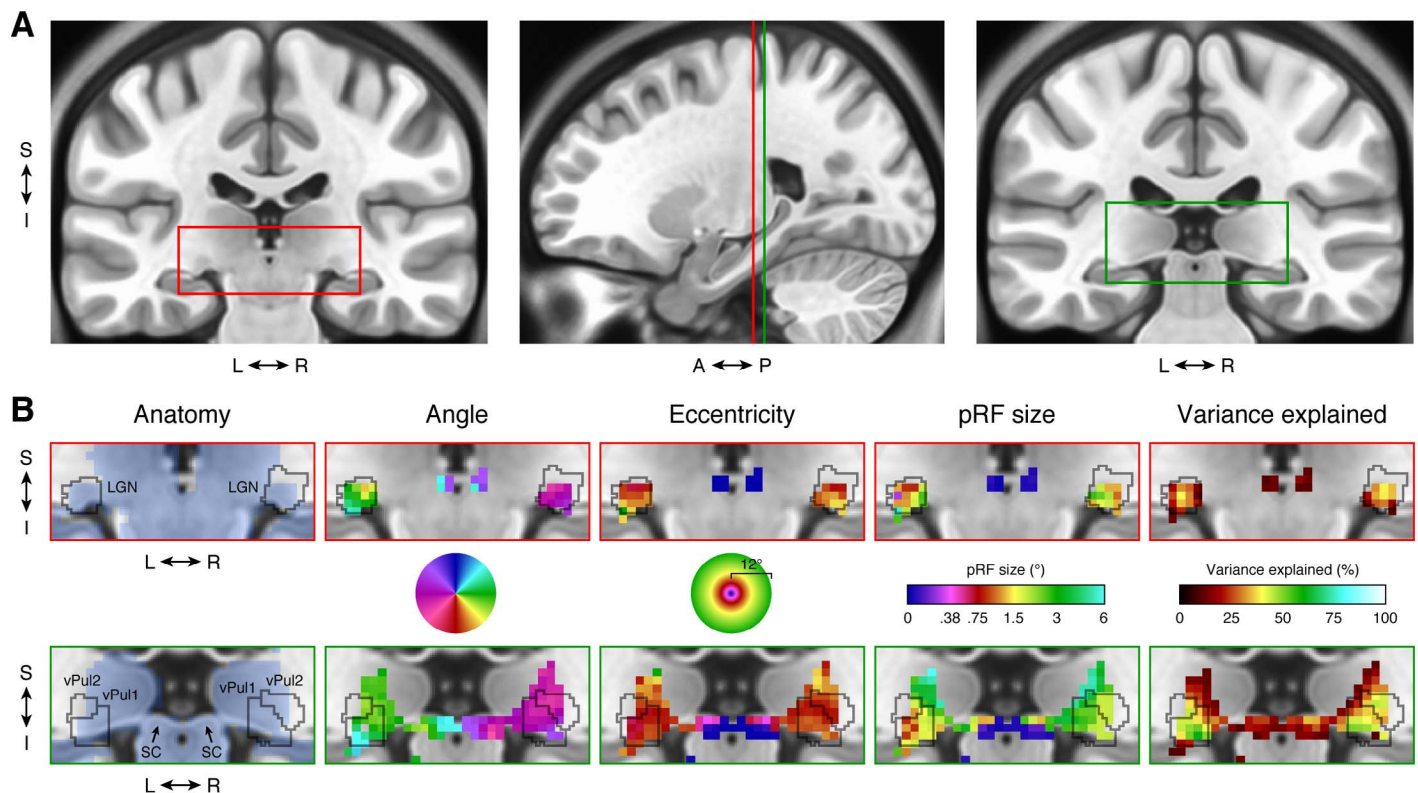 A
S
I
L ↔ R
A ↔ P
L ↔ R
B
Anatomy
Angle
Eccentricity
pRF size
Variance explained
S
I
LGN
LGN
L ↔ R
12°
pRF size (°)
0 .38 .75 1.5 3 6
Variance explained (%)
0 25 50 75 100
S
I
vPul2
vPul1
vPul1
vPul2
SC
SC
L ↔ R